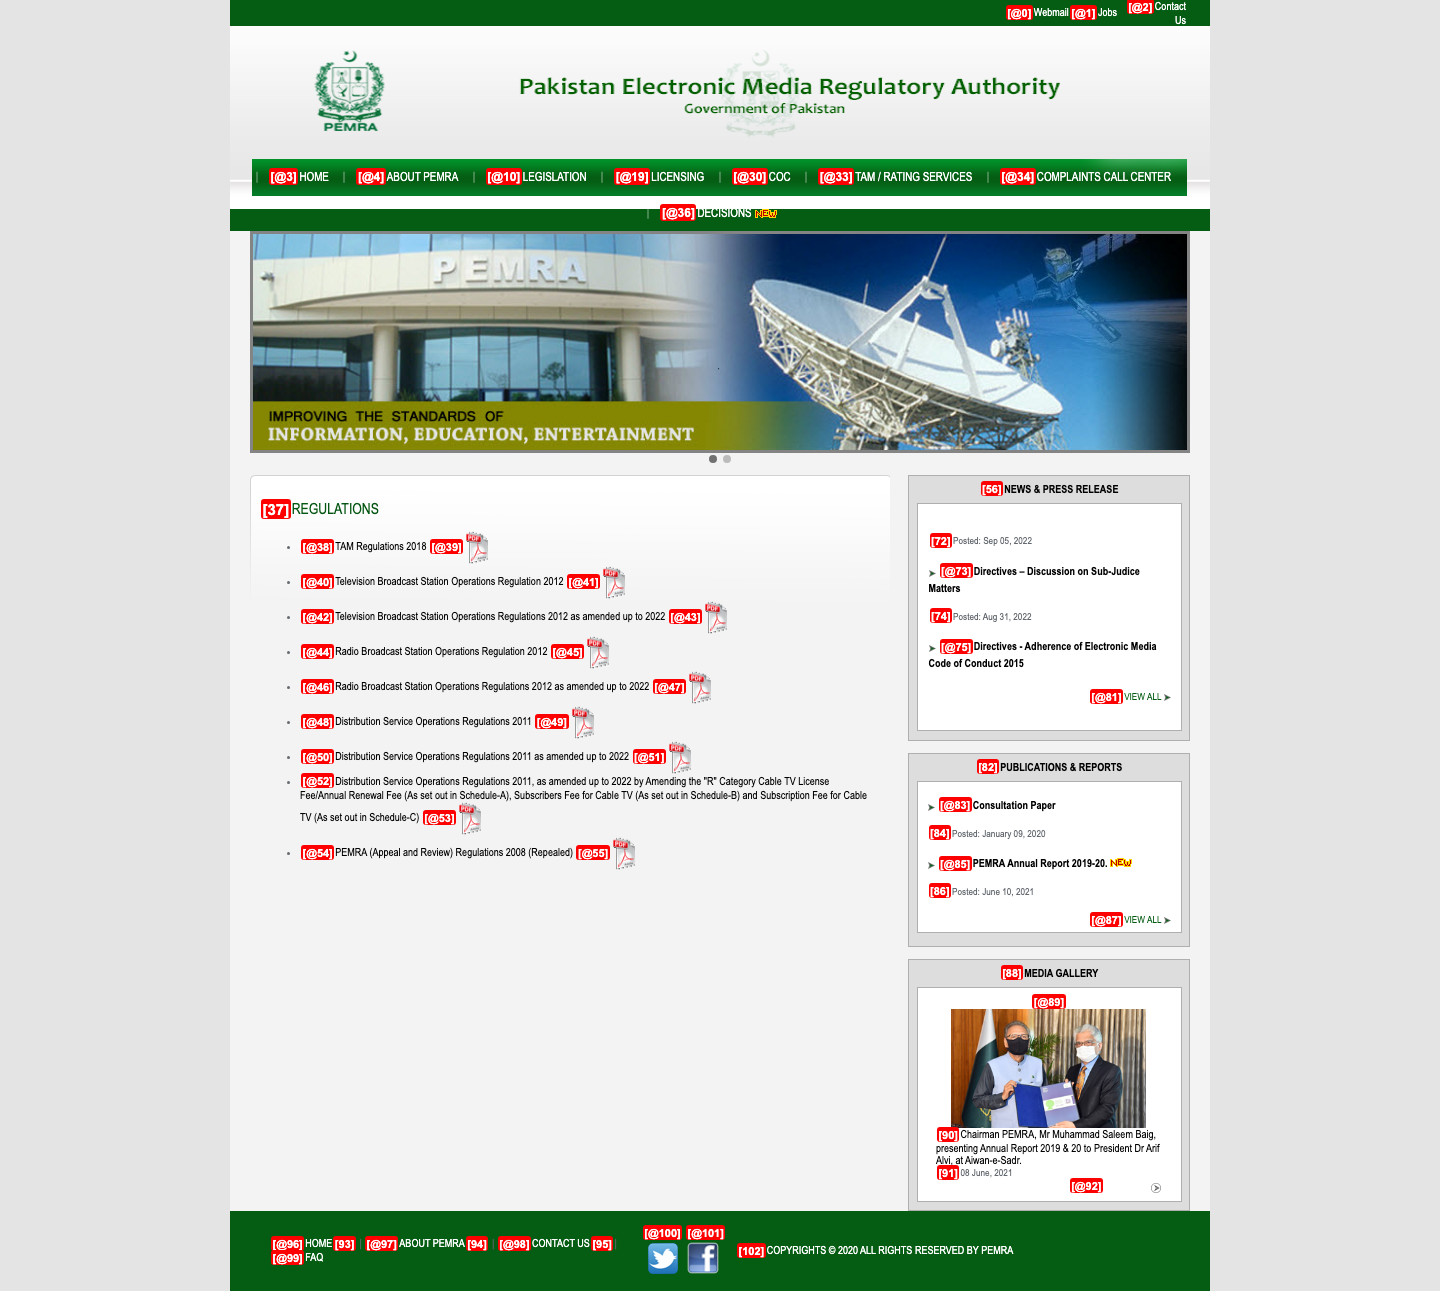 [@0] Webmail [@1] Jobs [@2] Contact Us
Pakistan Electronic Media Regulatory Authority
Government of Pakistan
PEMRA
[@3] HOME | [@4] ABOUT PEMRA | [@10] LEGISLATION | [@19] LICENSING | [@30] COC | [@33] TAM / RATING SERVICES | [@34] COMPLAINTS CALL CENTER
| [@36] DECISIONS NEW
PEMRA
IMPROVING THE STANDARDS OF
INFORMATION, EDUCATION, ENTERTAINMENT
[37] REGULATIONS
[@38] TAM Regulations 2018 [@39] PDF
[@40] Television Broadcast Station Operations Regulation 2012 [@41] PDF
[@42] Television Broadcast Station Operations Regulations 2012 as amended up to 2022 [@43] PDF
[@44] Radio Broadcast Station Operations Regulation 2012 [@45] PDF
[@46] Radio Broadcast Station Operations Regulations 2012 as amended up to 2022 [@47] PDF
[@48] Distribution Service Operations Regulations 2011 [@49] PDF
[@50] Distribution Service Operations Regulations 2011 as amended up to 2022 [@51] PDF
[@52] Distribution Service Operations Regulations 2011, as amended up to 2022 by Amending the "R" Category Cable TV License
Fee/Annual Renewal Fee (As set out in Schedule-A), Subscribers Fee for Cable TV (As set out in Schedule-B) and Subscription Fee for Cable
TV (As set out in Schedule-C) [@53] PDF
[@54] PEMRA (Appeal and Review) Regulations 2008 (Repealed) [@55] PDF
[56] NEWS & PRESS RELEASE
[72] Posted: Sep 05, 2022
[@73] Directives – Discussion on Sub-Judice
Matters
[74] Posted: Aug 31, 2022
[@75] Directives - Adherence of Electronic Media
Code of Conduct 2015
[@81] VIEW ALL
[82] PUBLICATIONS & REPORTS
[@83] Consultation Paper
[@84] Posted: January 09, 2020
[@85] PEMRA Annual Report 2019-20. NEW
[86] Posted: June 10, 2021
[@87] VIEW ALL
[88] MEDIA GALLERY
[@89]
[90] Chairman PEMRA, Mr Muhammad Saleem Baig,
presenting Annual Report 2019 & 20 to President Dr Arif
Alvi, at Aiwan-e-Sadr.
[91] 08 June, 2021
[@92]
[@96] HOME [93] | [@97] ABOUT PEMRA [94] | [@98] CONTACT US [95] |
[@99] FAQ
[@100] [@101]
[102] COPYRIGHTS © 2020 ALL RIGHTS RESERVED BY PEMRA